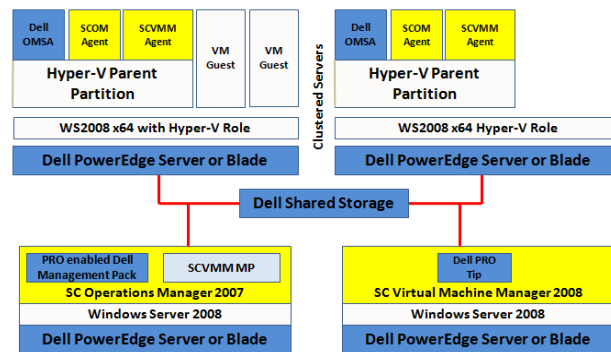 Dell
OMSA
SCOM
Agent
SCVMM
Agent
VM
Guest
VM
Guest
Hyper-V Parent
Partition
WS2008 x64 with Hyper-V Role
Dell PowerEdge Server or Blade
Clustered Servers
Dell
OMSA
SCOM
Agent
SCVMM
Agent
Hyper-V Parent
Partition
WS2008 x64 Hyper-V Role
Dell PowerEdge Server or Blade
Dell Shared Storage
PRO enabled Dell
Management Pack
SCVMM MP
SC Operations Manager 2007
Windows Server 2008
Dell PowerEdge Server or Blade
Dell PRO
Tip
SC Virtual Machine Manager 2008
Windows Server 2008
Dell PowerEdge Server or Blade